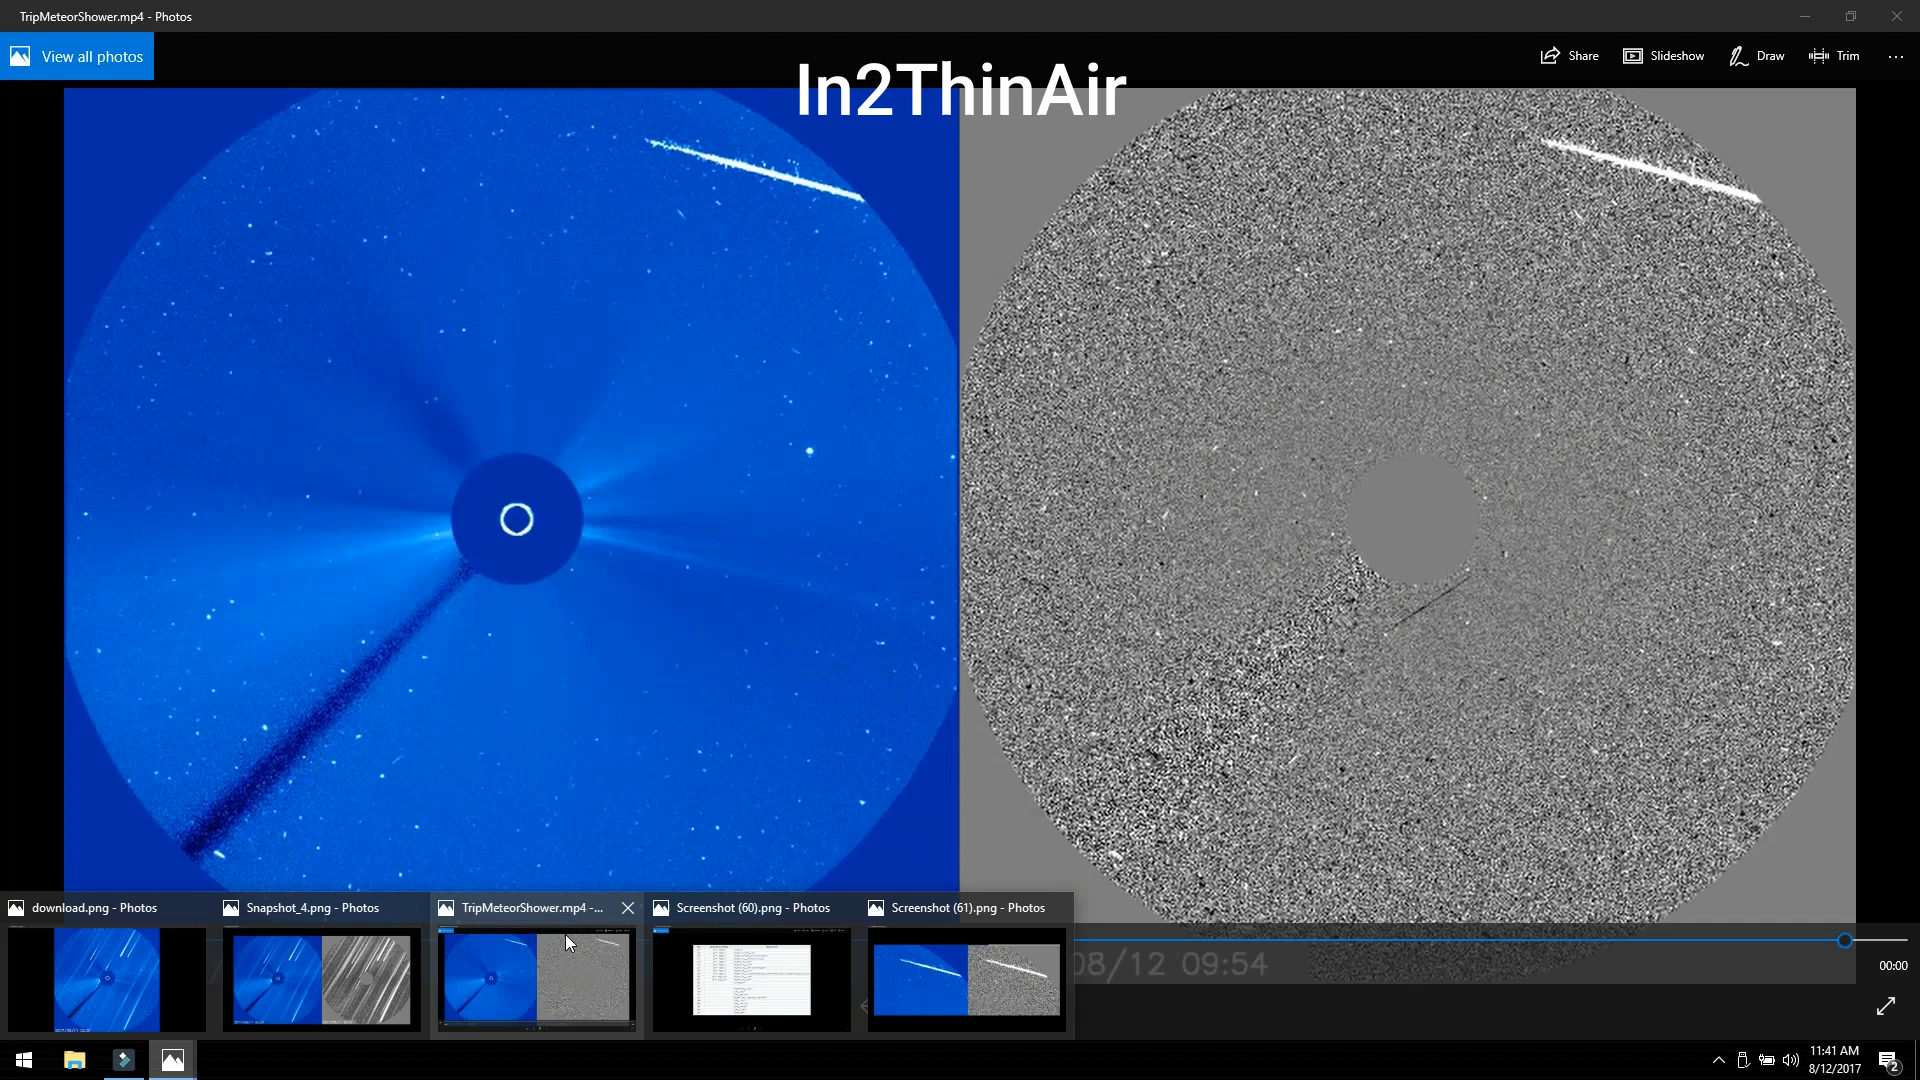 TripMeteorShower.mp4 - Photos
View all photos
Share
Slideshow
Draw
Trim
In2ThinAir
download.png - Photos
Snapshot_4.png - Photos
TripMeteorShower.mp4 -...
Screenshot (60).png - Photos
Screenshot (61).png - Photos
08/12 09:54
00:00
11:41 AM
8/12/2017
2